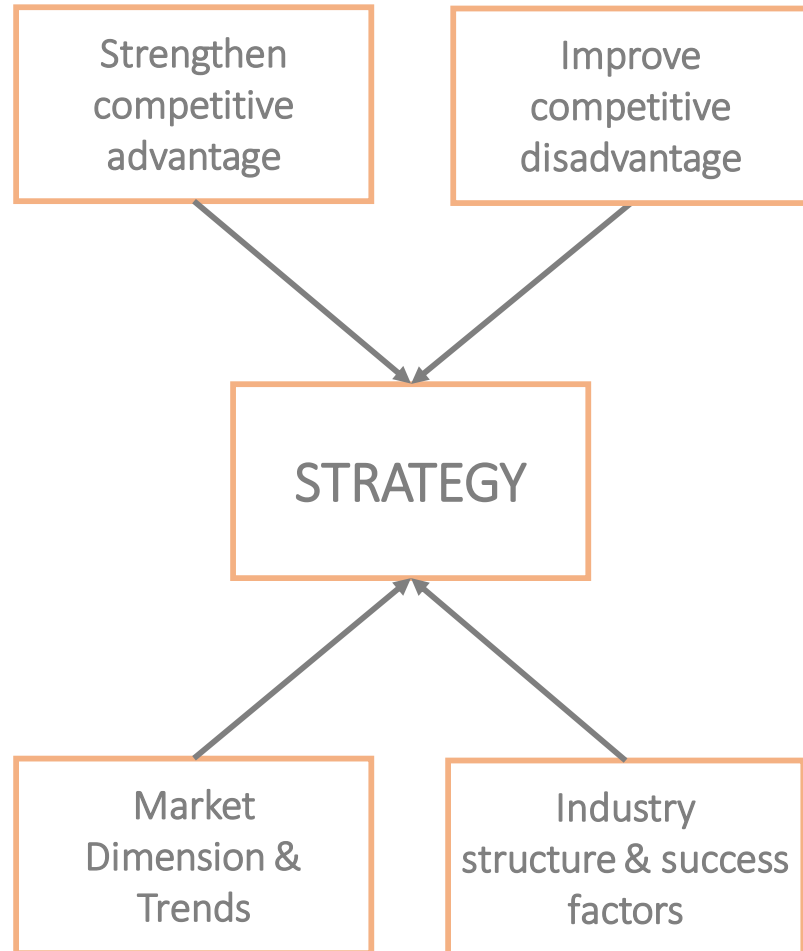 Strengthen
competitive
advantage
Improve
competitive
disadvantage
STRATEGY
Market
Dimension &
Trends
Industry
structure & success
factors